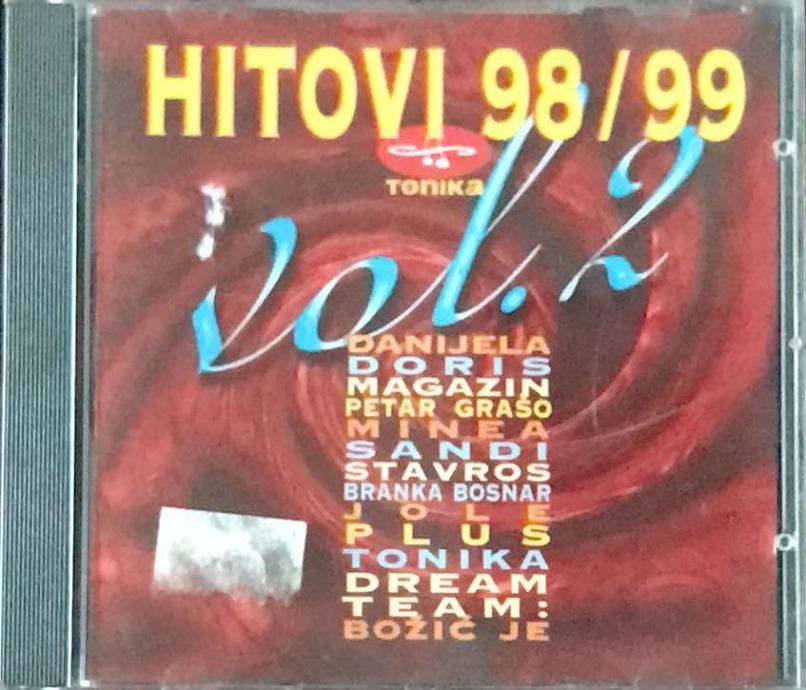 HITOVI 98/99
TONIKA
vol. 2
DANIJELA
DORIS
MAGAZIN
PETAR GRAŠO
MINEA
SANDI
STAVROS
BRANKA BOSNAR
JOLE
PLUS
TONIKA
DREAM
TEAM:
BOŽIĆ JE